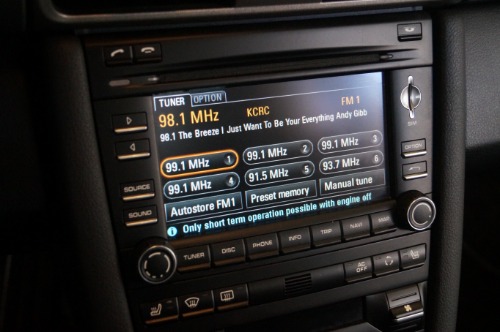 TUNER OPTION
98.1 MHz KCRC FM 1
98.1 The Breeze I Just Want To Be Your Everything Andy Gibb
99.1 MHz 1 99.1 MHz 2 99.1 MHz 3
99.1 MHz 4 91.5 MHz 5 93.7 MHz 6
Autostore FM1 Preset memory Manual tune
Only short term operation possible with engine off
SOURCE
SOUND
OPTION
TUNER DISC PHONE INFO TRIP NAV MAP
AC OFF